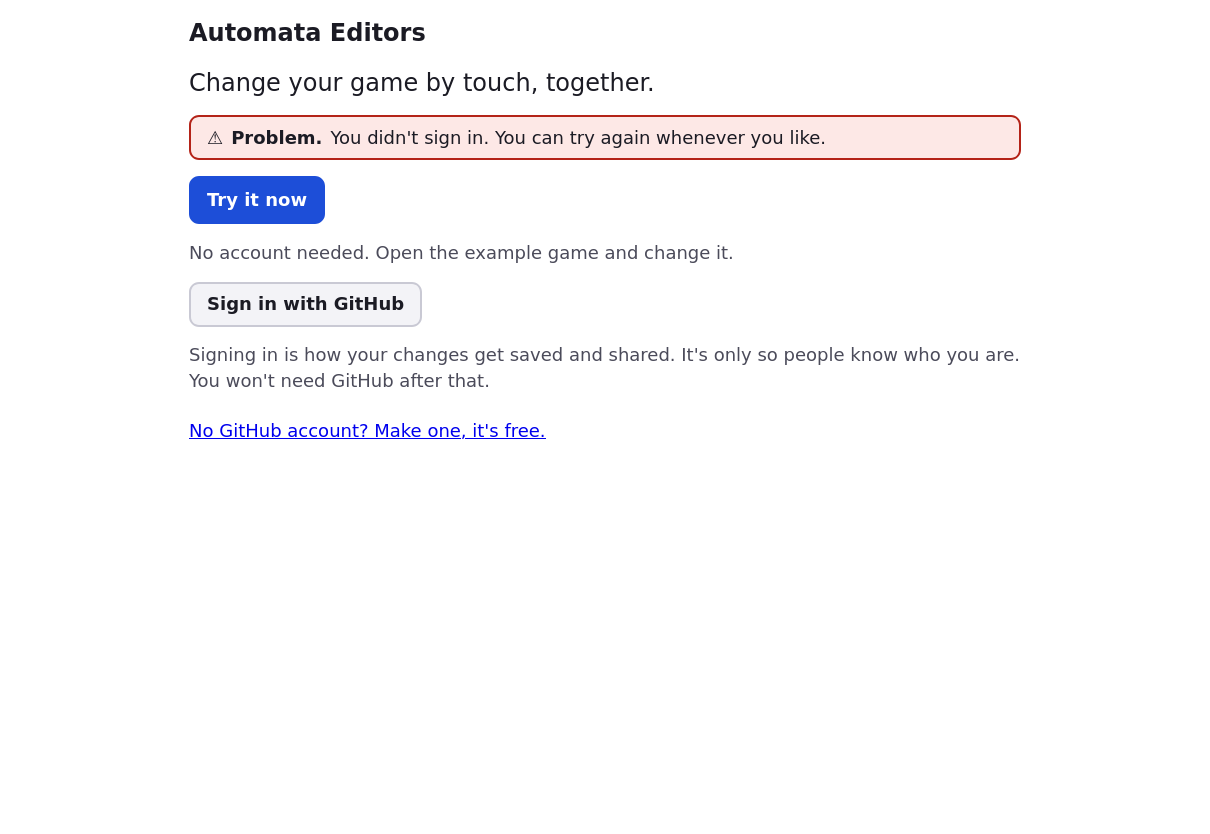 Automata Editors
Change your game by touch, together.
⚠ Problem. You didn't sign in. You can try again whenever you like.
Try it now
No account needed. Open the example game and change it.
Sign in with GitHub
Signing in is how your changes get saved and shared. It's only so people know who you are.
You won't need GitHub after that.
No GitHub account? Make one, it's free.